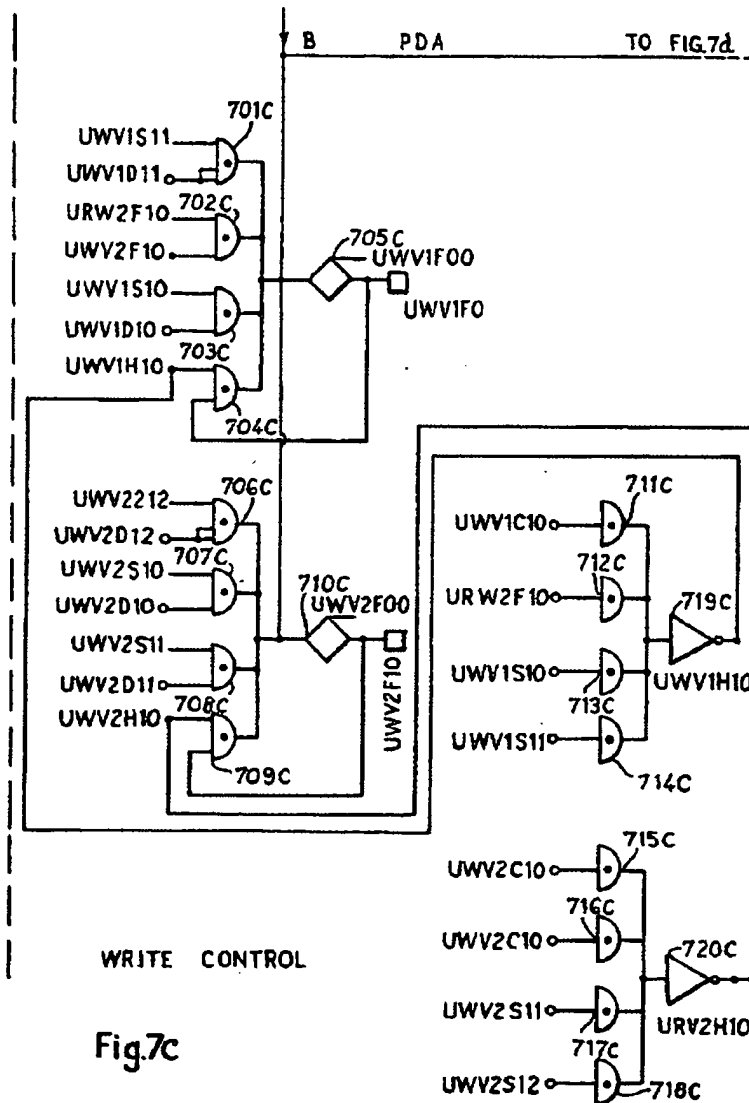 B PDA TO FIG.7d
701C
UWV1S11
UWV1D11
702C
URW2F10
UWV2F10
705C
UWV1F00
UWV1S10
UWV1F0
UWV1D10
703C
UWV1H10
704C
UWV2212
706C
UWV2D12
707C
UWV2S10
710C
UWV2F00
UWV2D10
UWV2S11
UWV2D11
UWV2F10
708C
UWV2H10
709C
711C
UWV1C10
712C
URW2F10
719C
UWV1S10
UWV1H10
713C
UWV1S11
714C
715C
UWV2C10
716C
UWV2C10
720C
UWV2S11
URV2H10
717C
UWV2S12
718C
WRITE CONTROL
Fig.7c